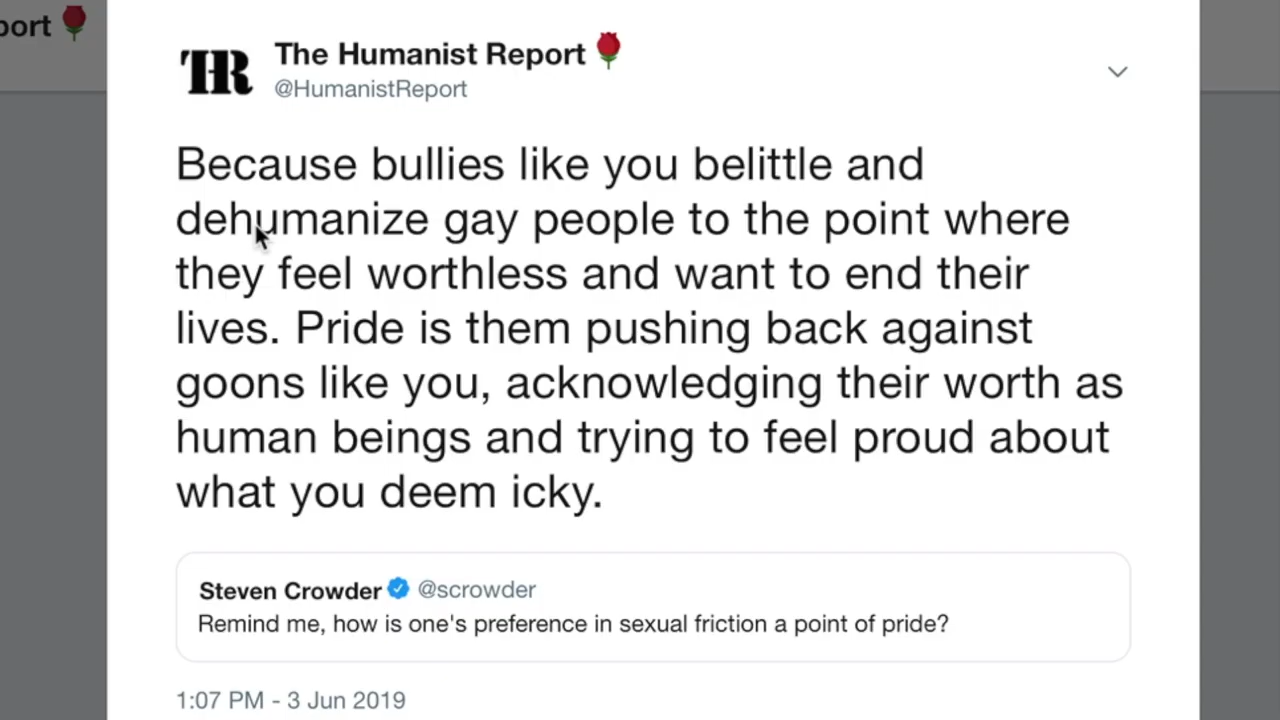 port
THR
The Humanist Report
@HumanistReport
Because bullies like you belittle and
dehumanize gay people to the point where
they feel worthless and want to end their
lives. Pride is them pushing back against
goons like you, acknowledging their worth as
human beings and trying to feel proud about
what you deem icky.
Steven Crowder @scrowder
Remind me, how is one's preference in sexual friction a point of pride?
1:07 PM - 3 Jun 2019